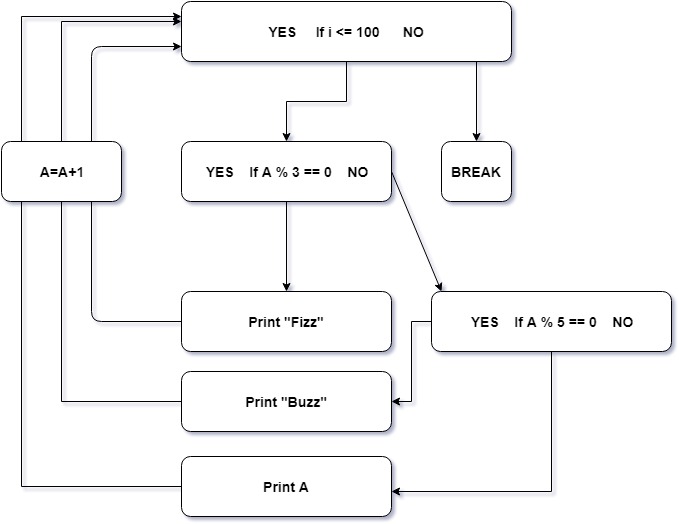 YES If i <= 100 NO
A=A+1
YES If A % 3 == 0 NO
BREAK
Print "Fizz"
YES If A % 5 == 0 NO
Print "Buzz"
Print A